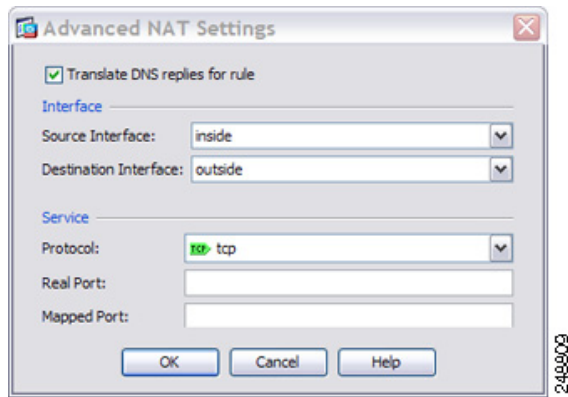 Advanced NAT Settings
Translate DNS replies for rule
Interface
Source Interface: inside
Destination Interface: outside
Service
Protocol: TCP tcp
Real Port:
Mapped Port:
OK Cancel Help
248809